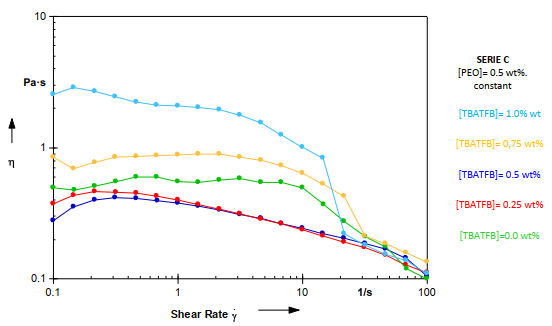 10
Pa·s
1
η
0.1
0.1
1
10
1/s
100
Shear Rate γ̇
SERIE C
[PEO]= 0.5 wt%.
constant
[TBATFB]= 1.0% wt
[TBATFB]= 0,75 wt%
[TBATFB]= 0.5 wt%
[TBATFB]= 0.25 wt%
[TBATFB]=0.0 wt%